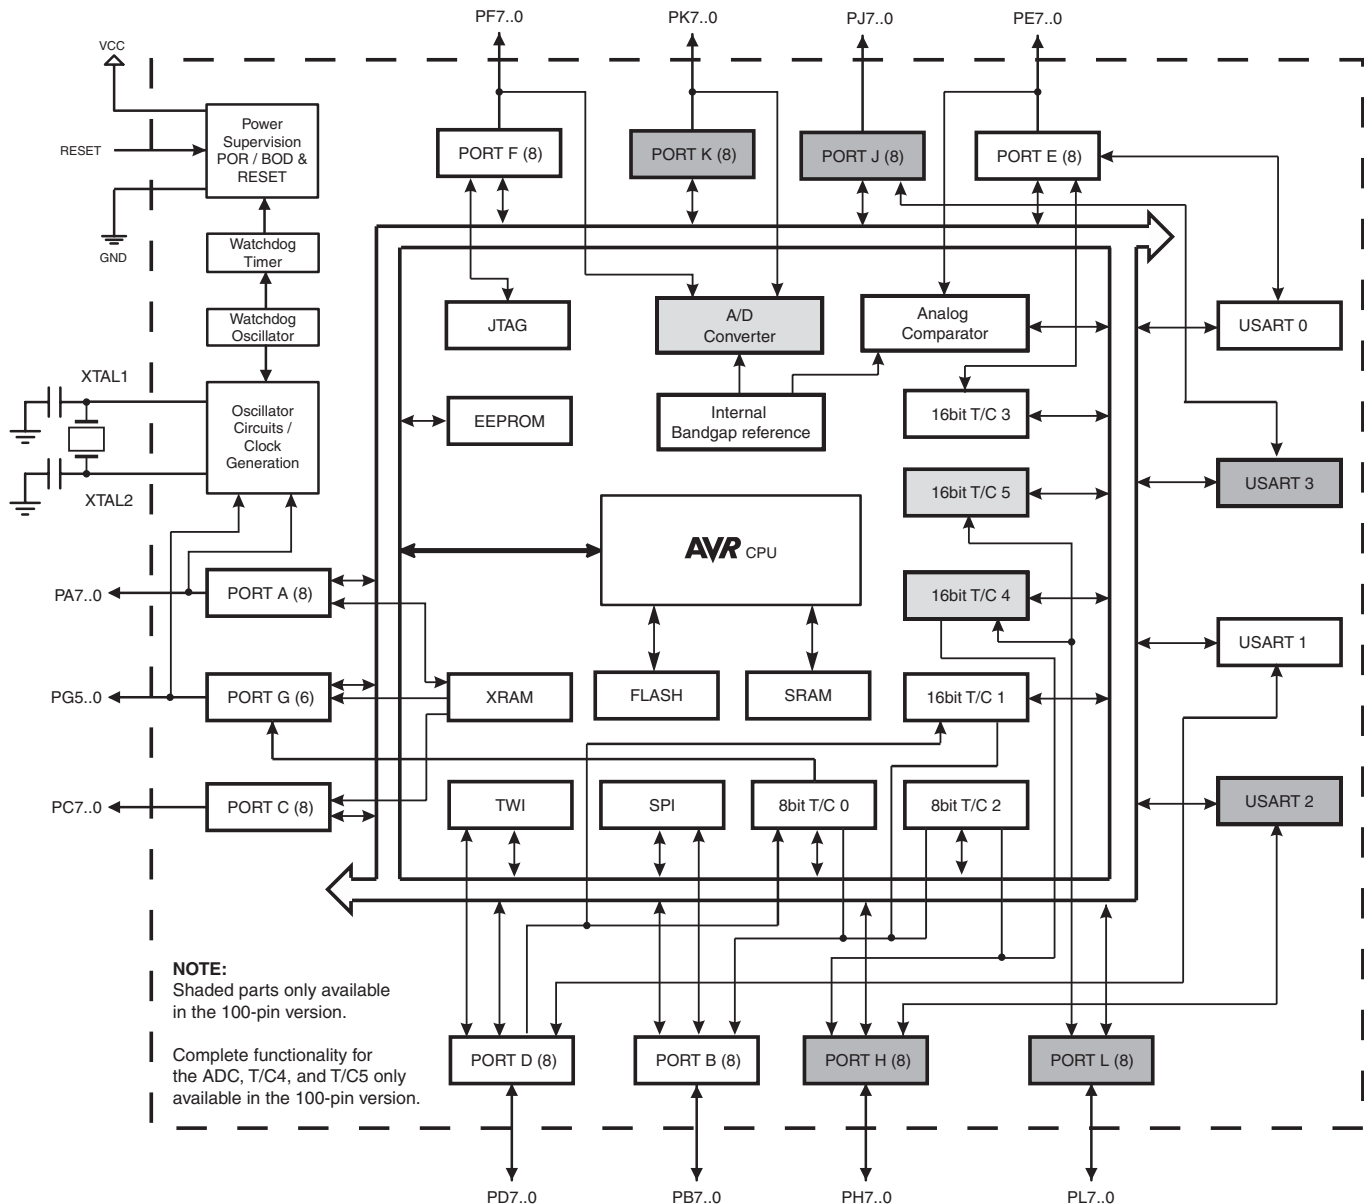 PF7..0
PK7..0
PJ7..0
PE7..0
VCC
RESET
GND
Power
Supervision
POR / BOD &
RESET
PORT F (8)
PORT K (8)
PORT J (8)
PORT E (8)
Watchdog
Timer
Watchdog
Oscillator
JTAG
A/D
Converter
Analog
Comparator
USART 0
XTAL1
XTAL2
Oscillator
Circuits /
Clock
Generation
EEPROM
Internal
Bandgap reference
16bit T/C 3
16bit T/C 5
USART 3
AVR CPU
PA7..0
PORT A (8)
16bit T/C 4
USART 1
PG5..0
PORT G (6)
XRAM
FLASH
SRAM
16bit T/C 1
PC7..0
PORT C (8)
TWI
SPI
8bit T/C 0
8bit T/C 2
USART 2
NOTE:
Shaded parts only available
in the 100-pin version.
Complete functionality for
the ADC, T/C4, and T/C5 only
available in the 100-pin version.
PORT D (8)
PORT B (8)
PORT H (8)
PORT L (8)
PD7..0
PB7..0
PH7..0
PL7..0